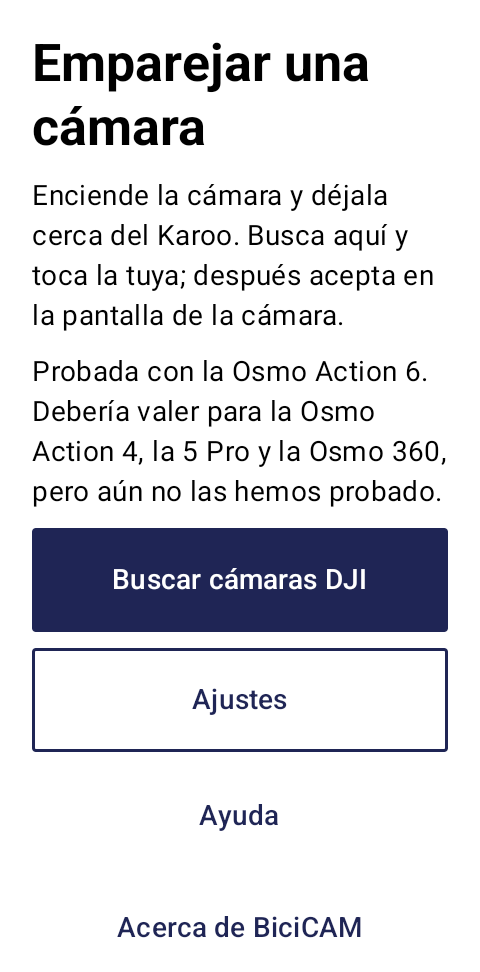 Emparejar una
cámara
Enciende la cámara y déjala
cerca del Karoo. Busca aquí y
toca la tuya; después acepta en
la pantalla de la cámara.
Probada con la Osmo Action 6.
Debería valer para la Osmo
Action 4, la 5 Pro y la Osmo 360,
pero aún no las hemos probado.
Buscar cámaras DJI
Ajustes
Ayuda
Acerca de BiciCAM